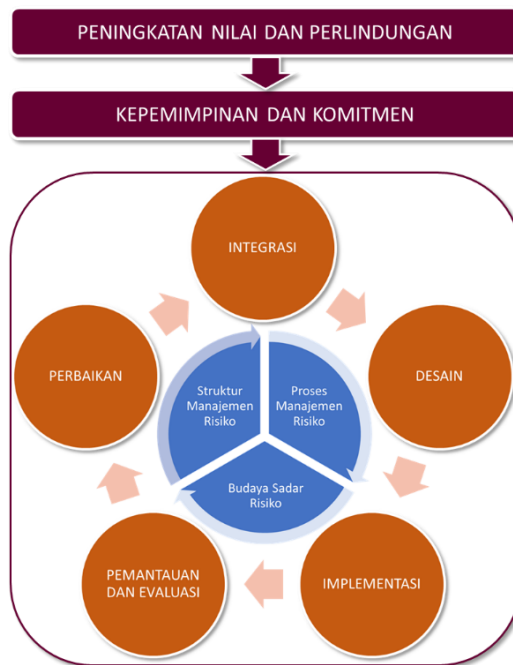 PENINGKATAN NILAI DAN PERLINDUNGAN
KEPEMIMPINAN DAN KOMITMEN
INTEGRASI
PERBAIKAN
DESAIN
Struktur
Manajemen
Risiko
Proses
Manajemen
Risiko
Budaya Sadar
Risiko
PEMANTAUAN
DAN EVALUASI
IMPLEMENTASI